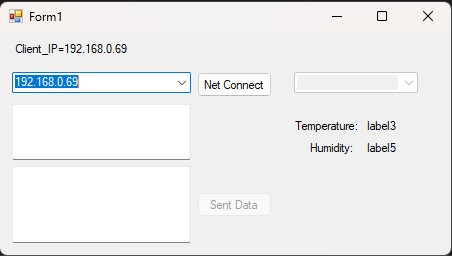 Form1
Client_IP=192.168.0.69
192.168.0.69
Net Connect
Temperature: label3
Humidity: label5
Sent Data